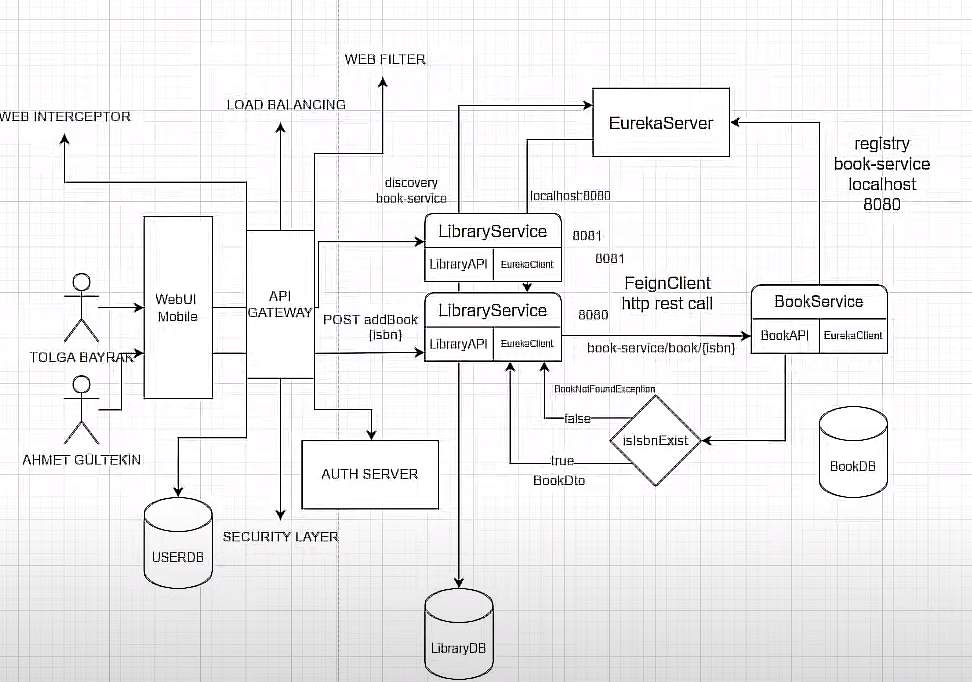 WEB FILTER
WEB INTERCEPTOR
LOAD BALANCING
EurekaServer
registry
book-service
localhost
8080
discovery
book-service
localhost:8080
LibraryService
LibraryAPI
EurekaClient
8081
8081
FeignClient
http rest call
WebUI
Mobile
API
GATEWAY
POST addBook
{isbn}
LibraryService
LibraryAPI
EurekaClient
8080
book-service/book/{isbn}
BookService
BookAPI
EurekaClient
TOLGA BAYRAK
AHMET GÜLTEKİN
BookNotFoundException
false
isIsbnExist
true
BookDto
BookDB
AUTH SERVER
SECURITY LAYER
USERDB
LibraryDB